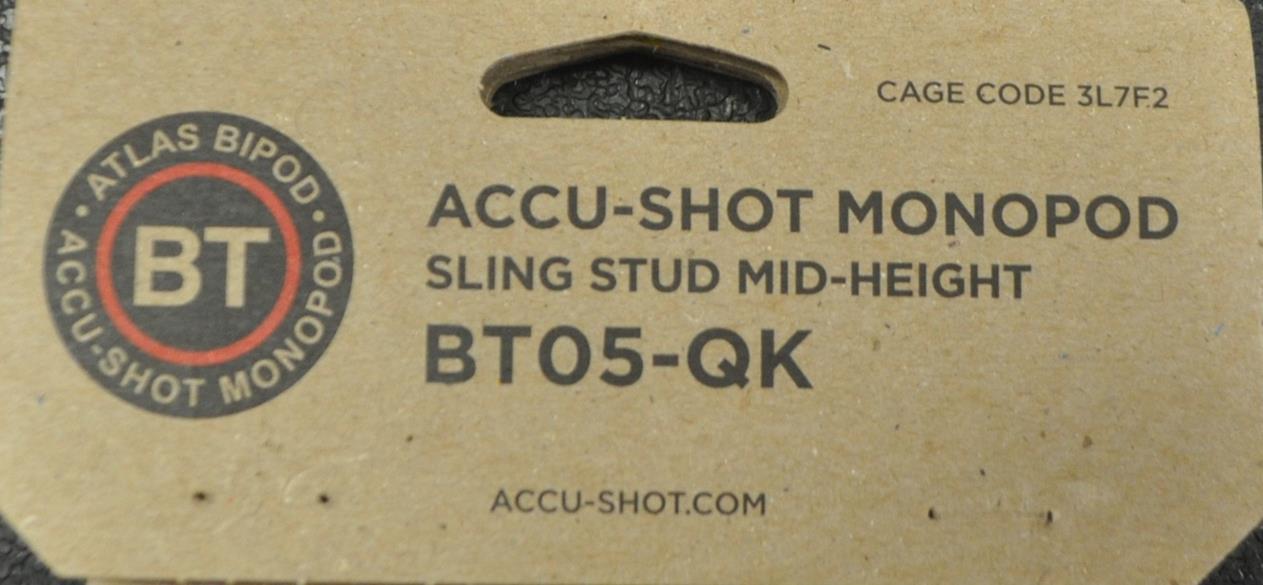 CAGE CODE 3L7F2
• ATLAS BIPOD •
ACCU-SHOT MONOPOD
BT
ACCU-SHOT MONOPOD
SLING STUD MID-HEIGHT
BT05-QK
ACCU-SHOT.COM